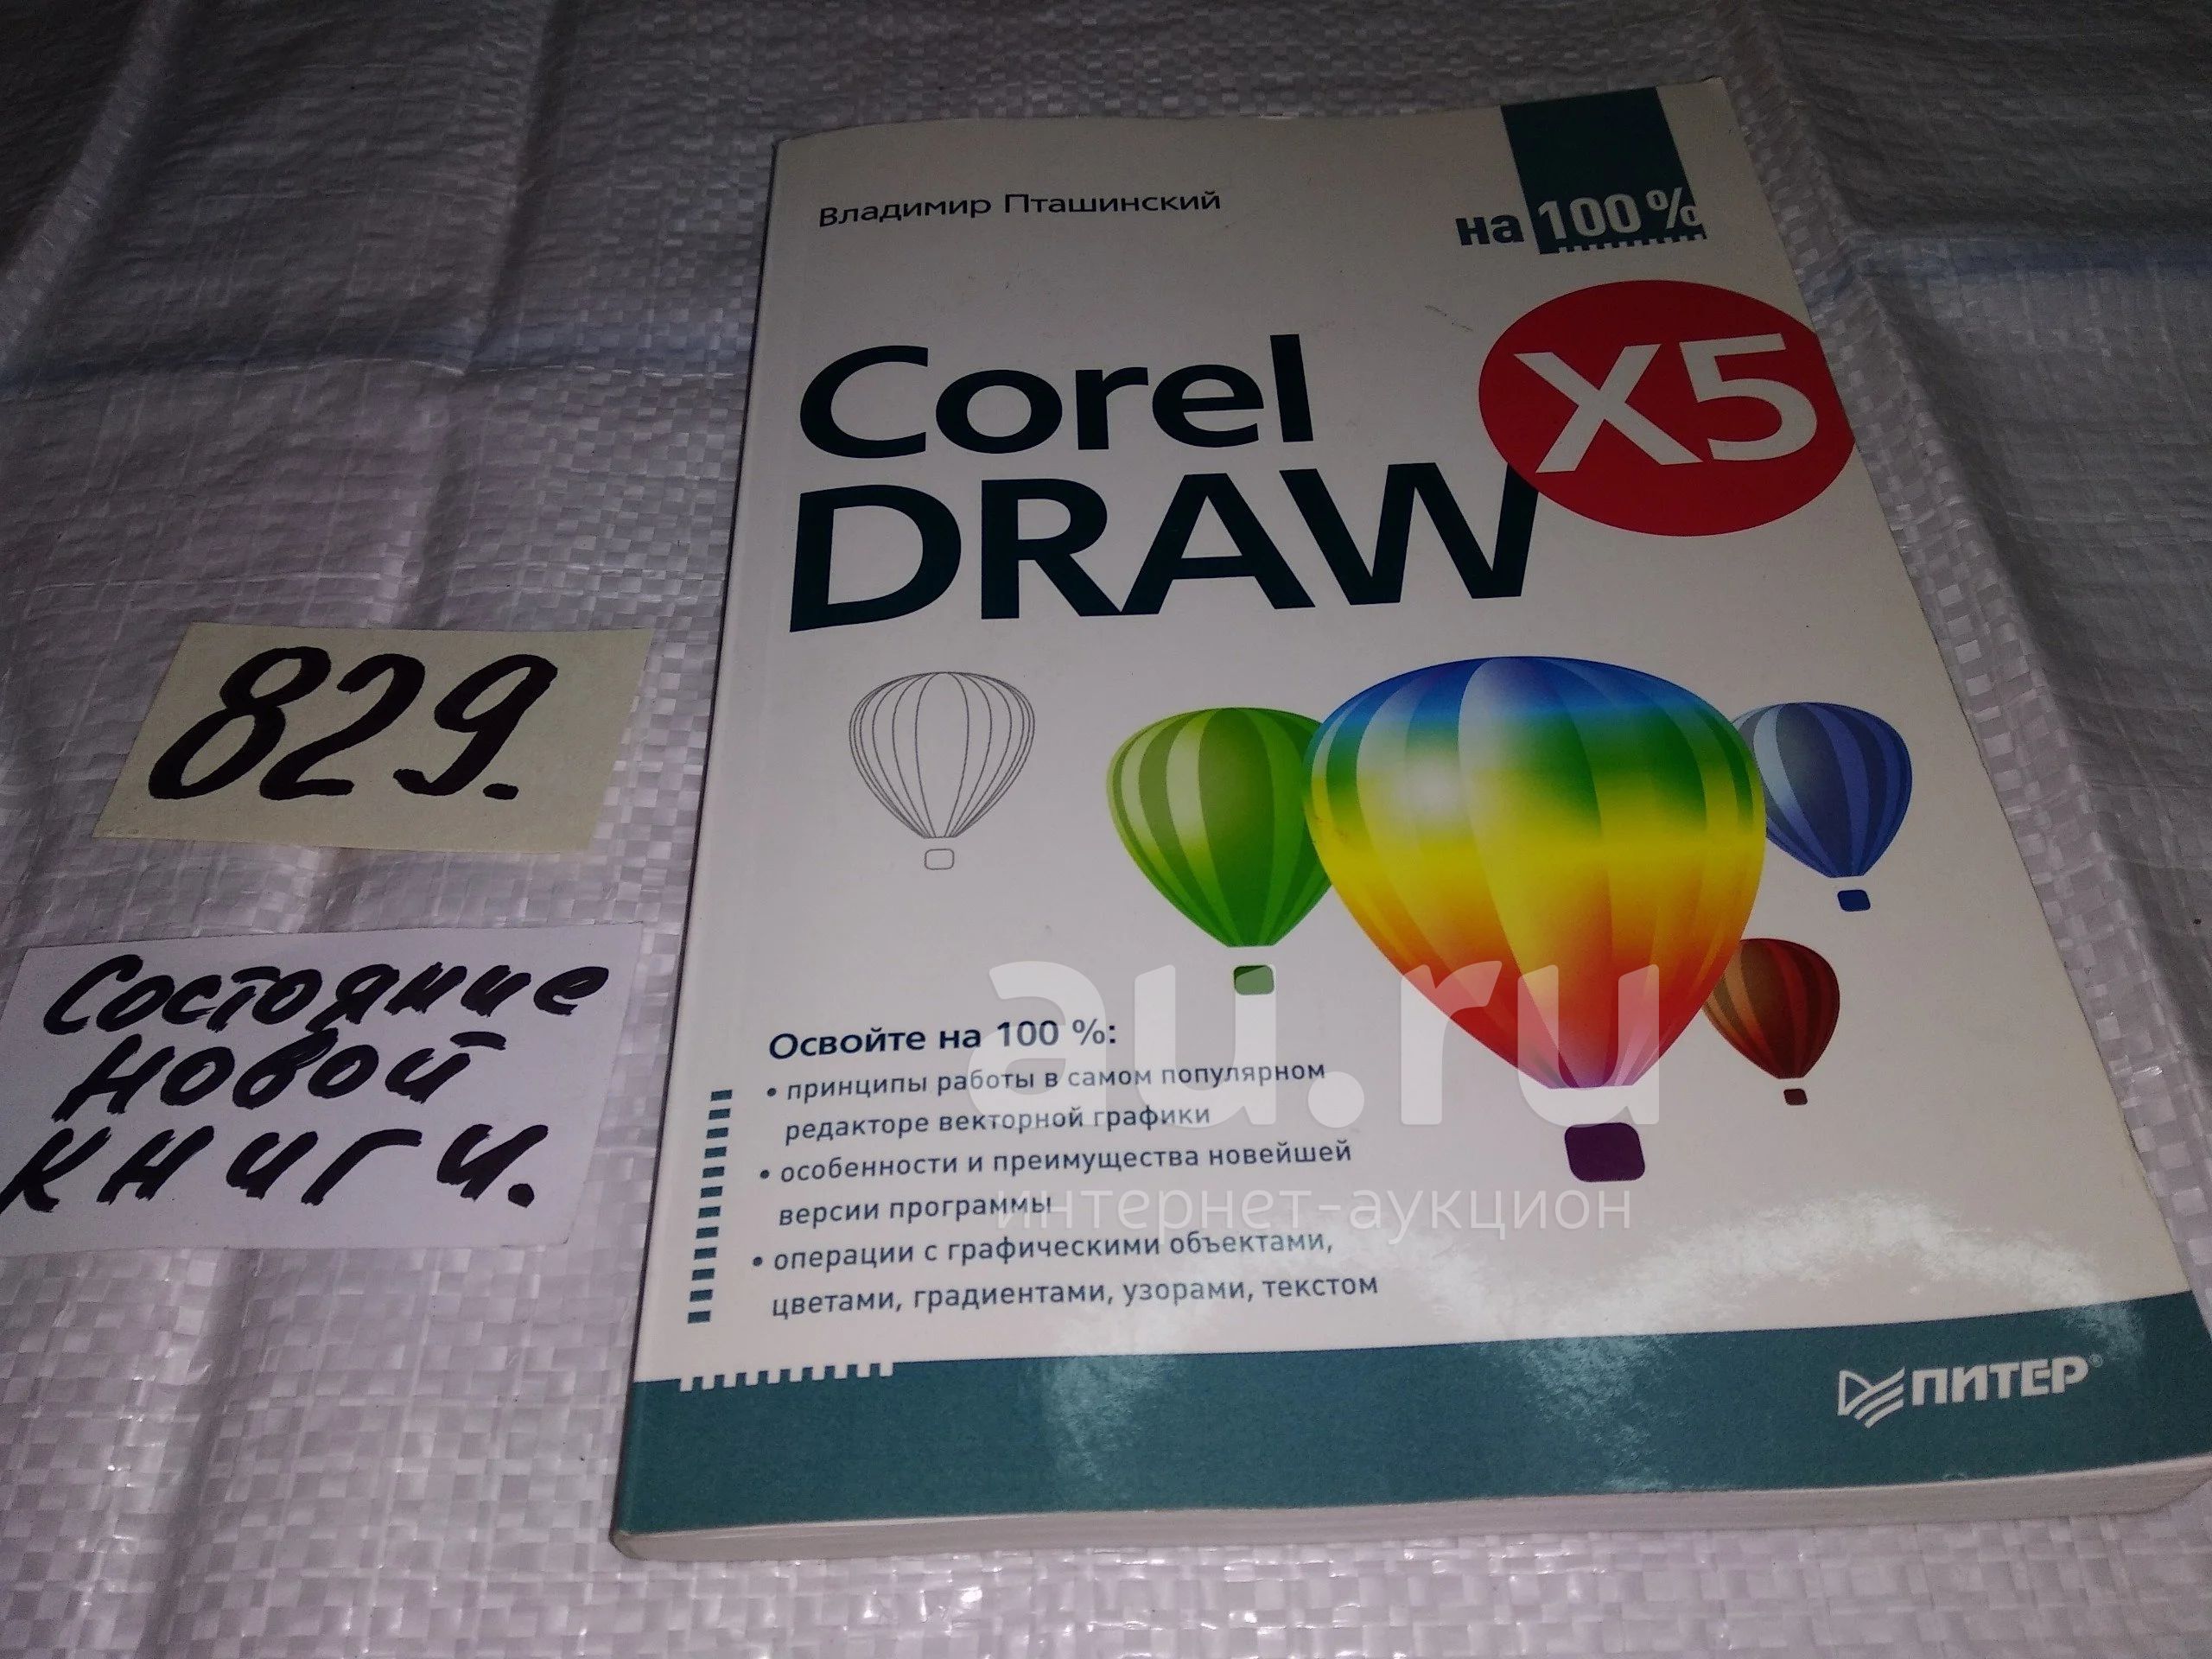 Владимир Пташинский
на 100%
Corel
DRAW
X5
829.
Состояние
новой
книги.
Освойте на 100 %:
• принципы работы в самом популярном
редакторе векторной графики
• особенности и преимущества новейшей
версии программы
• операции с графическими объектами,
цветами, градиентами, узорами, текстом
au.ru
интернет-аукцион
ПИТЕР®